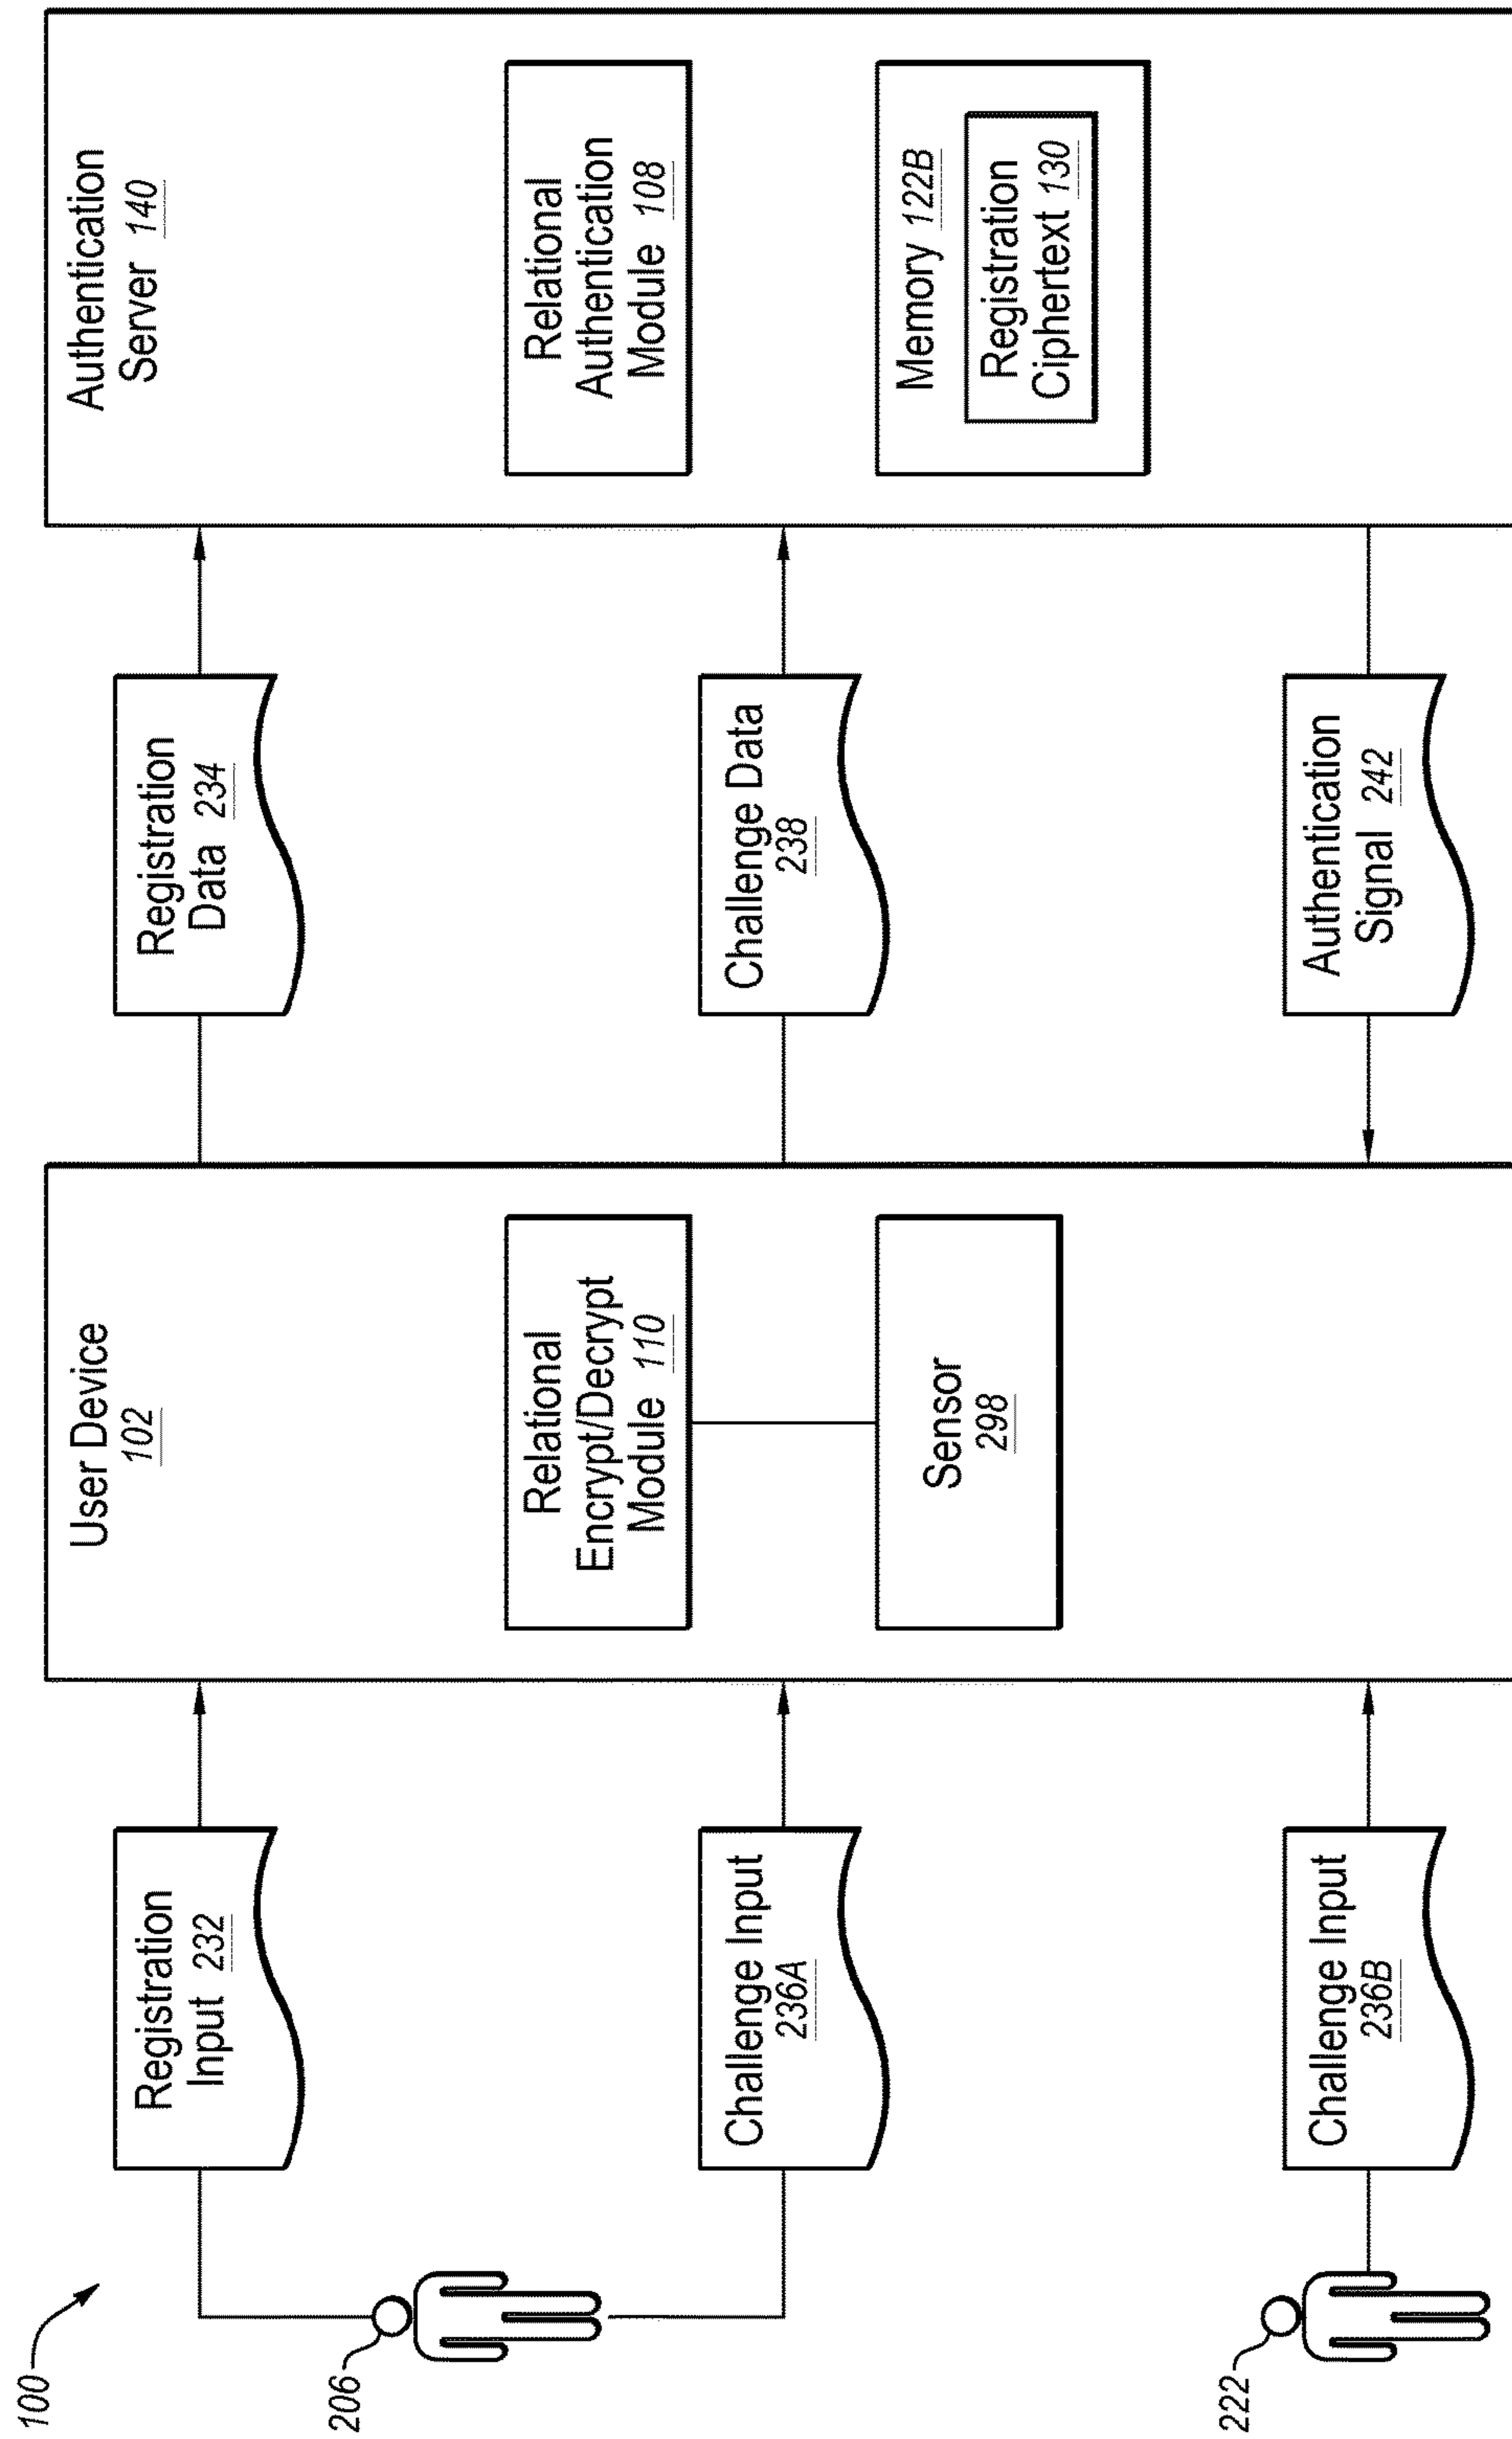 100
206
222
Registration
Input 232
Challenge Input
236A
Challenge Input
236B
User Device
102
Relational
Encrypt/Decrypt
Module 110
Sensor
298
Registration
Data 234
Challenge Data
238
Authentication
Signal 242
Authentication
Server 140
Relational
Authentication
Module 108
Memory 122B
Registration
Ciphertext 130